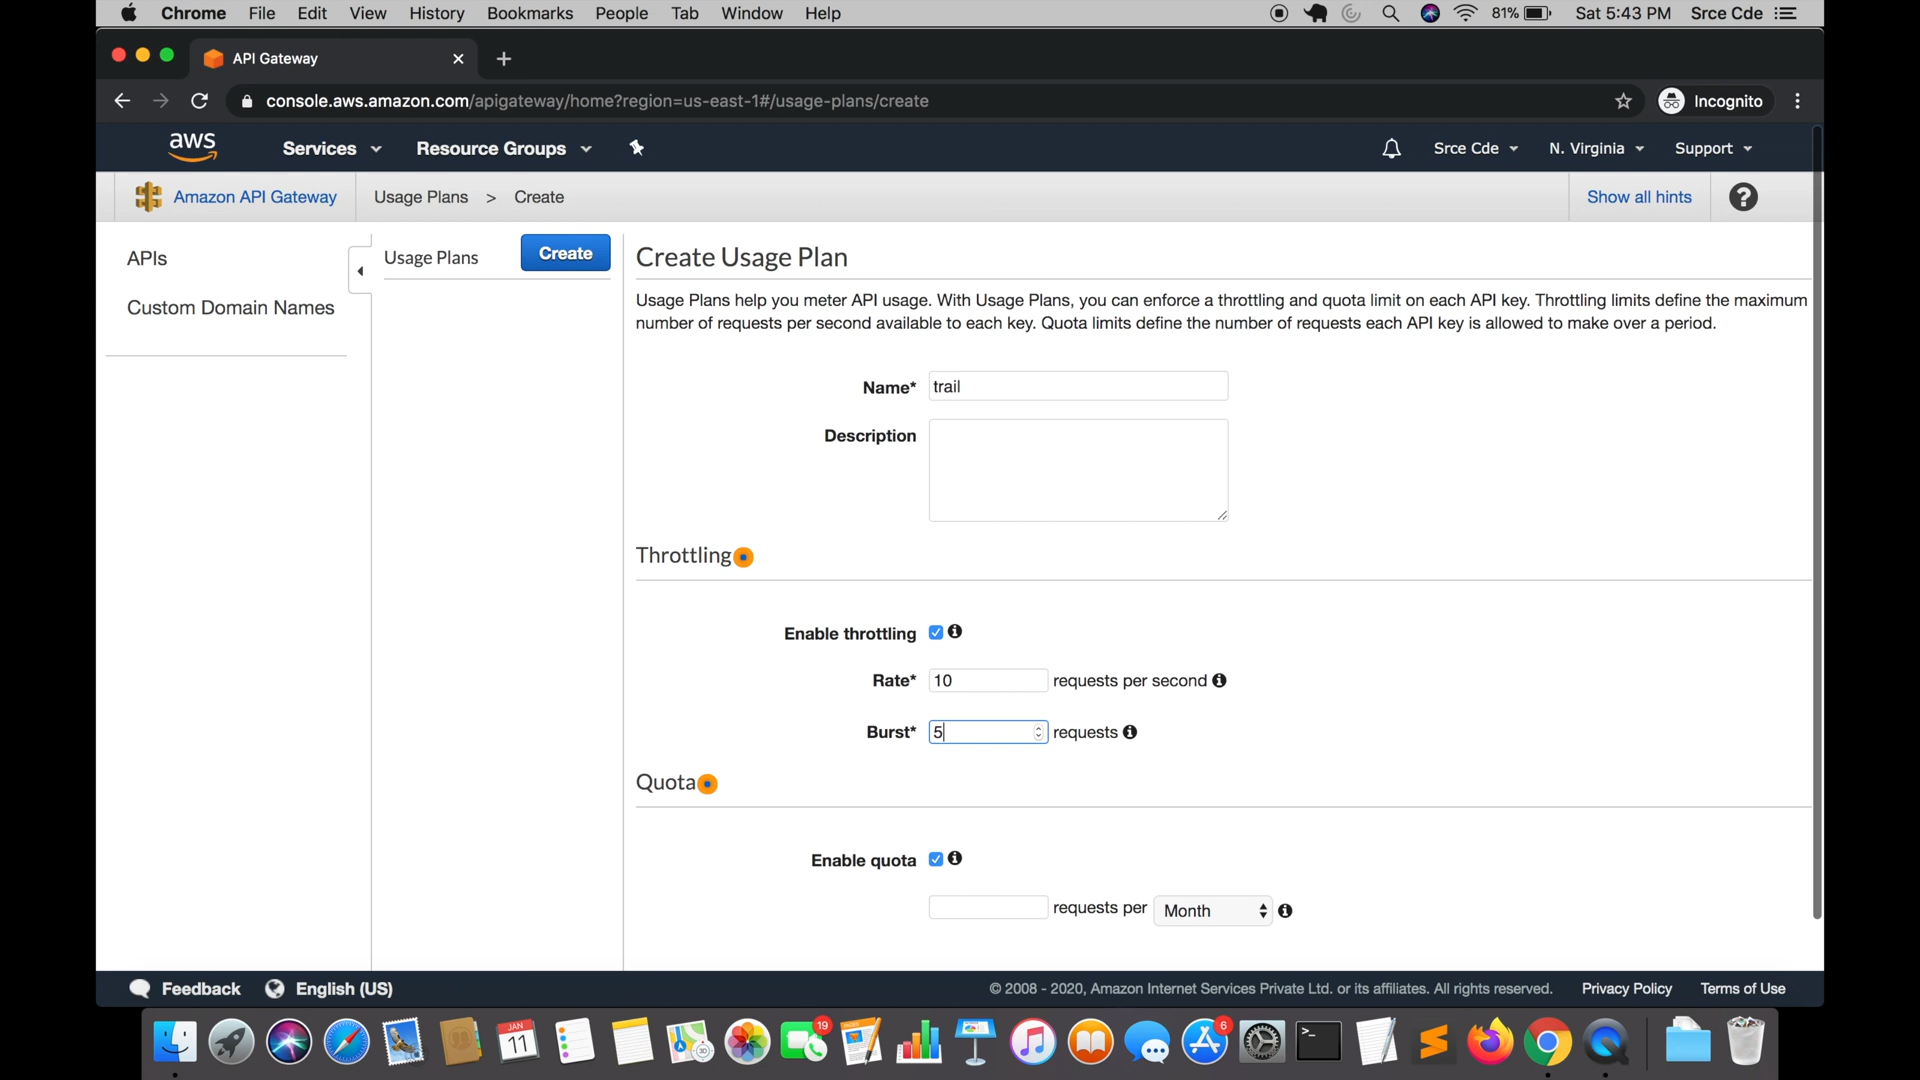 Chrome File Edit View History Bookmarks People Tab Window Help 81% Sat 5:43 PM Srce Cde
API Gateway
console.aws.amazon.com/apigateway/home?region=us-east-1#/usage-plans/create Incognito
aws Services Resource Groups Srce Cde N. Virginia Support
Amazon API Gateway Usage Plans > Create Show all hints ?
APIs
Custom Domain Names
Usage Plans Create
Create Usage Plan
Usage Plans help you meter API usage. With Usage Plans, you can enforce a throttling and quota limit on each API key. Throttling limits define the maximum
number of requests per second available to each key. Quota limits define the number of requests each API key is allowed to make over a period.
Name* trail
Description
Throttling
Enable throttling
Rate* 10 requests per second
Burst* 5 requests
Quota
Enable quota
requests per Month
Feedback English (US) © 2008 - 2020, Amazon Internet Services Private Ltd. or its affiliates. All rights reserved. Privacy Policy Terms of Use
JAN
11
19
6